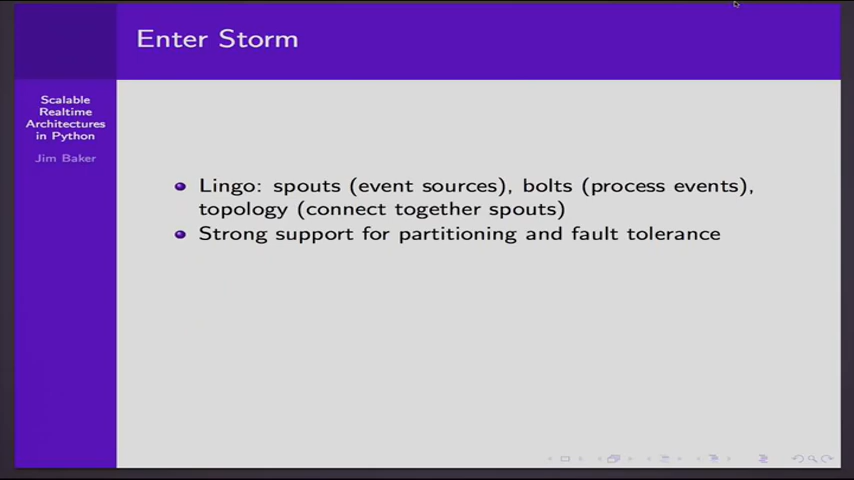 Enter Storm
Scalable
Realtime
Architectures
in Python
Jim Baker
Lingo: spouts (event sources), bolts (process events),
topology (connect together spouts)
Strong support for partitioning and fault tolerance